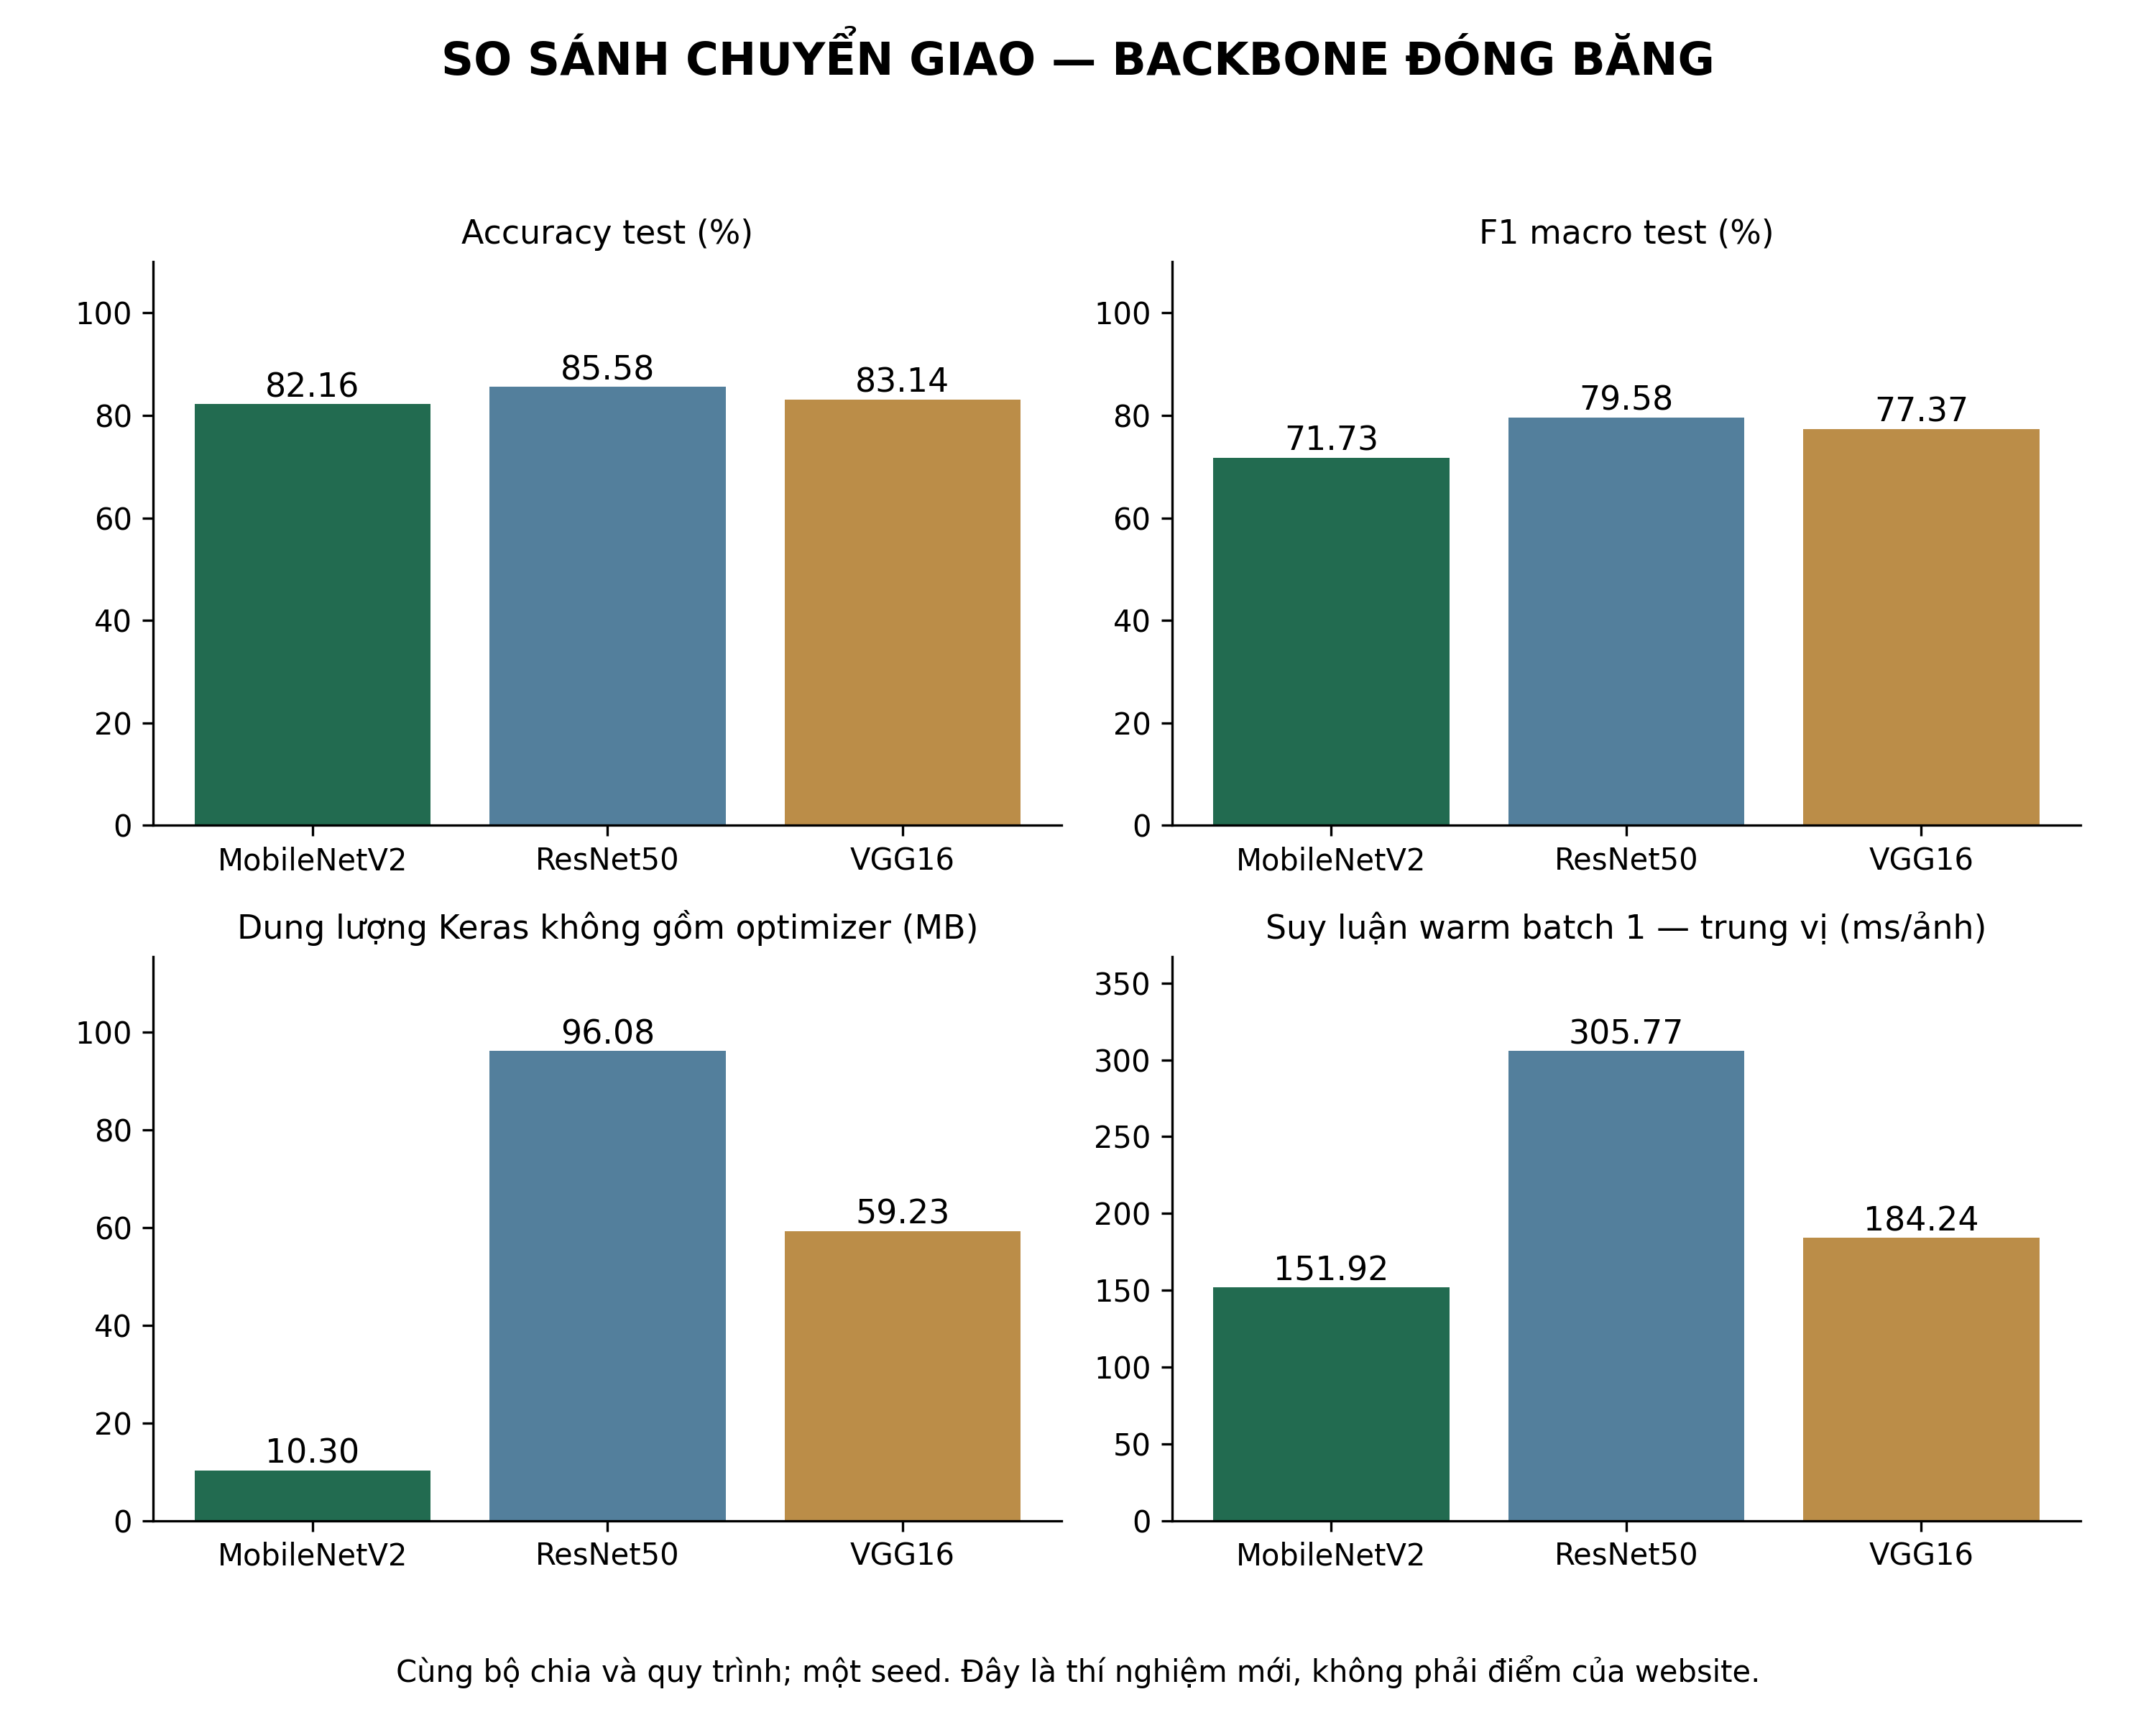 SO SÁNH CHUYỂN GIAO — BACKBONE ĐÓNG BĂNG
Accuracy test (%)
100
80
60
40
20
0
82.16
85.58
83.14
MobileNetV2
ResNet50
VGG16
F1 macro test (%)
100
80
60
40
20
0
71.73
79.58
77.37
MobileNetV2
ResNet50
VGG16
Dung lượng Keras không gồm optimizer (MB)
100
80
60
40
20
0
10.30
96.08
59.23
MobileNetV2
ResNet50
VGG16
Suy luận warm batch 1 — trung vị (ms/ảnh)
350
300
250
200
150
100
50
0
151.92
305.77
184.24
MobileNetV2
ResNet50
VGG16
Cùng bộ chia và quy trình; một seed. Đây là thí nghiệm mới, không phải điểm của website.